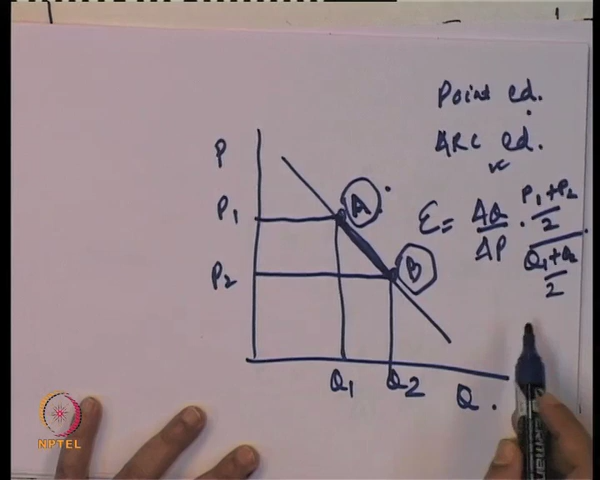 Point ed.
ARC ed.
P
P1
A
ε = ΔQ/ΔP · (P1+P2)/2 / (Q1+Q2)/2
P2
B
Q1 Q2 Q.
NPTEL